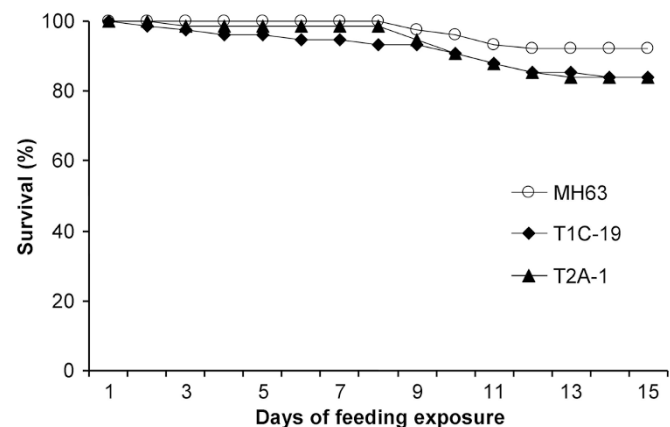 100
80
60
40
20
0
Survival (%)
MH63
T1C-19
T2A-1
1 3 5 7 9 11 13 15
Days of feeding exposure